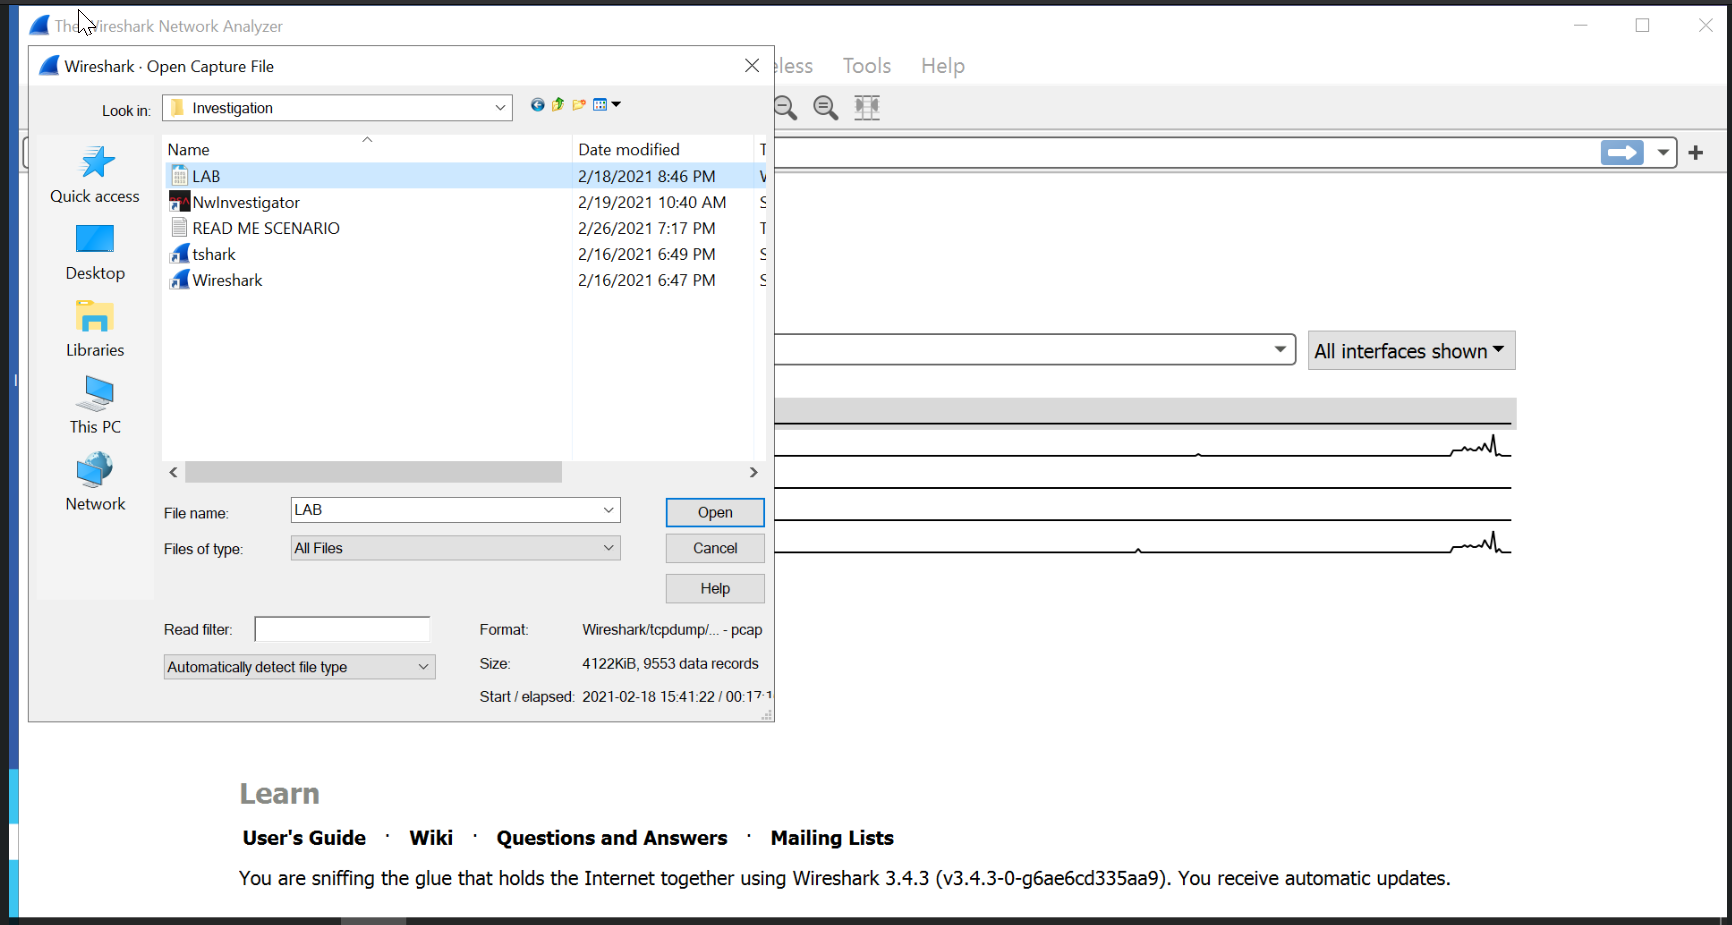 The Wireshark Network Analyzer
Wireshark · Open Capture File
eless Tools Help
Look in: Investigation
Name Date modified T
LAB 2/18/2021 8:46 PM
NwInvestigator 2/19/2021 10:40 AM S
READ ME SCENARIO 2/26/2021 7:17 PM T
tshark 2/16/2021 6:49 PM S
Wireshark 2/16/2021 6:47 PM S
Quick access
Desktop
Libraries
This PC
Network
All interfaces shown
File name: LAB Open
Files of type: All Files Cancel
Help
Read filter: Format: Wireshark/tcpdump/... - pcap
Automatically detect file type Size: 4122KiB, 9553 data records
Start / elapsed: 2021-02-18 15:41:22 / 00:17:1
Learn
User's Guide · Wiki · Questions and Answers · Mailing Lists
You are sniffing the glue that holds the Internet together using Wireshark 3.4.3 (v3.4.3-0-g6ae6cd335aa9). You receive automatic updates.